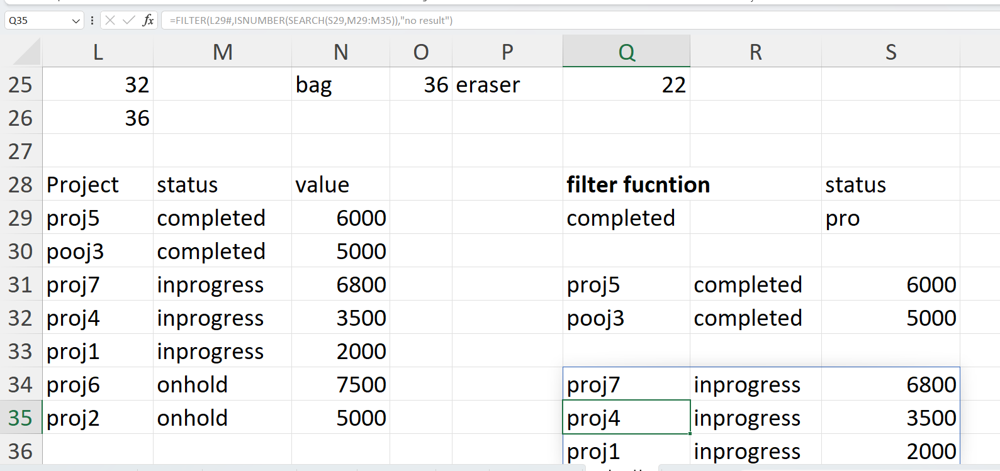 Q35 fx =FILTER(L29#,ISNUMBER(SEARCH(S29,M29:M35)),"no result")
L M N O P Q R S
25 32 bag 36 eraser 22
26 36
27
28 Project status value filter fucntion status
29 proj5 completed 6000 completed pro
30 pooj3 completed 5000
31 proj7 inprogress 6800 proj5 completed 6000
32 proj4 inprogress 3500 pooj3 completed 5000
33 proj1 inprogress 2000
34 proj6 onhold 7500 proj7 inprogress 6800
35 proj2 onhold 5000 proj4 inprogress 3500
36 proj1 inprogress 2000